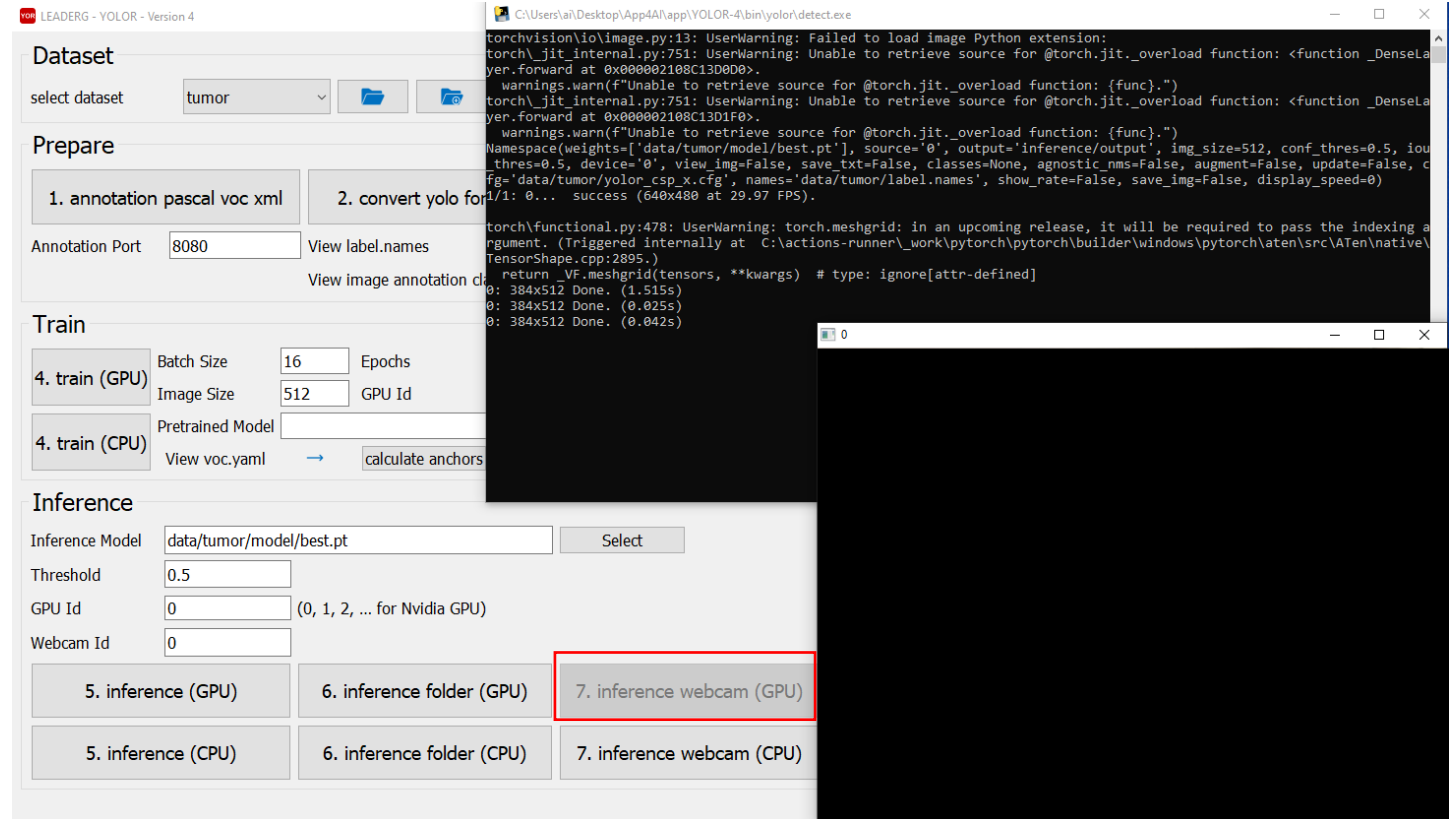 YOR LEADERG - YOLOR - Version 4
Dataset
select dataset
tumor
Prepare
1. annotation pascal voc xml
2. convert yolo for
Annotation Port
8080
View label.names
View image annotation cla
Train
4. train (GPU)
Batch Size
16
Epochs
Image Size
512
GPU Id
4. train (CPU)
Pretrained Model
View voc.yaml
→
calculate anchors
Inference
Inference Model
data/tumor/model/best.pt
Select
Threshold
0.5
GPU Id
0
(0, 1, 2, ... for Nvidia GPU)
Webcam Id
0
5. inference (GPU)
6. inference folder (GPU)
7. inference webcam (GPU)
5. inference (CPU)
6. inference folder (CPU)
7. inference webcam (CPU)
C:\Users\ai\Desktop\App4AI\app\YOLOR-4\bin\yolor\detect.exe
torchvision\io\image.py:13: UserWarning: Failed to load image Python extension:
torch\_jit_internal.py:751: UserWarning: Unable to retrieve source for @torch.jit._overload function: <function _DenseLa
yer.forward at 0x000002108C13D0D0>.
warnings.warn(f"Unable to retrieve source for @torch.jit._overload function: {func}.")
torch\_jit_internal.py:751: UserWarning: Unable to retrieve source for @torch.jit._overload function: <function _DenseLa
yer.forward at 0x000002108C13D1F0>.
warnings.warn(f"Unable to retrieve source for @torch.jit._overload function: {func}.")
Namespace(weights=['data/tumor/model/best.pt'], source='0', output='inference/output', img_size=512, conf_thres=0.5, iou
_thres=0.5, device='0', view_img=False, save_txt=False, classes=None, agnostic_nms=False, augment=False, update=False, c
fg='data/tumor/yolor_csp_x.cfg', names='data/tumor/label.names', show_rate=False, save_img=False, display_speed=0)
1/1: 0... success (640x480 at 29.97 FPS).
torch\functional.py:478: UserWarning: torch.meshgrid: in an upcoming release, it will be required to pass the indexing a
rgument. (Triggered internally at C:\actions-runner\_work\pytorch\pytorch\builder\windows\pytorch\aten\src\ATen\native\
TensorShape.cpp:2895.)
return _VF.meshgrid(tensors, **kwargs) # type: ignore[attr-defined]
0: 384x512 Done. (1.515s)
0: 384x512 Done. (0.025s)
0: 384x512 Done. (0.042s)
0